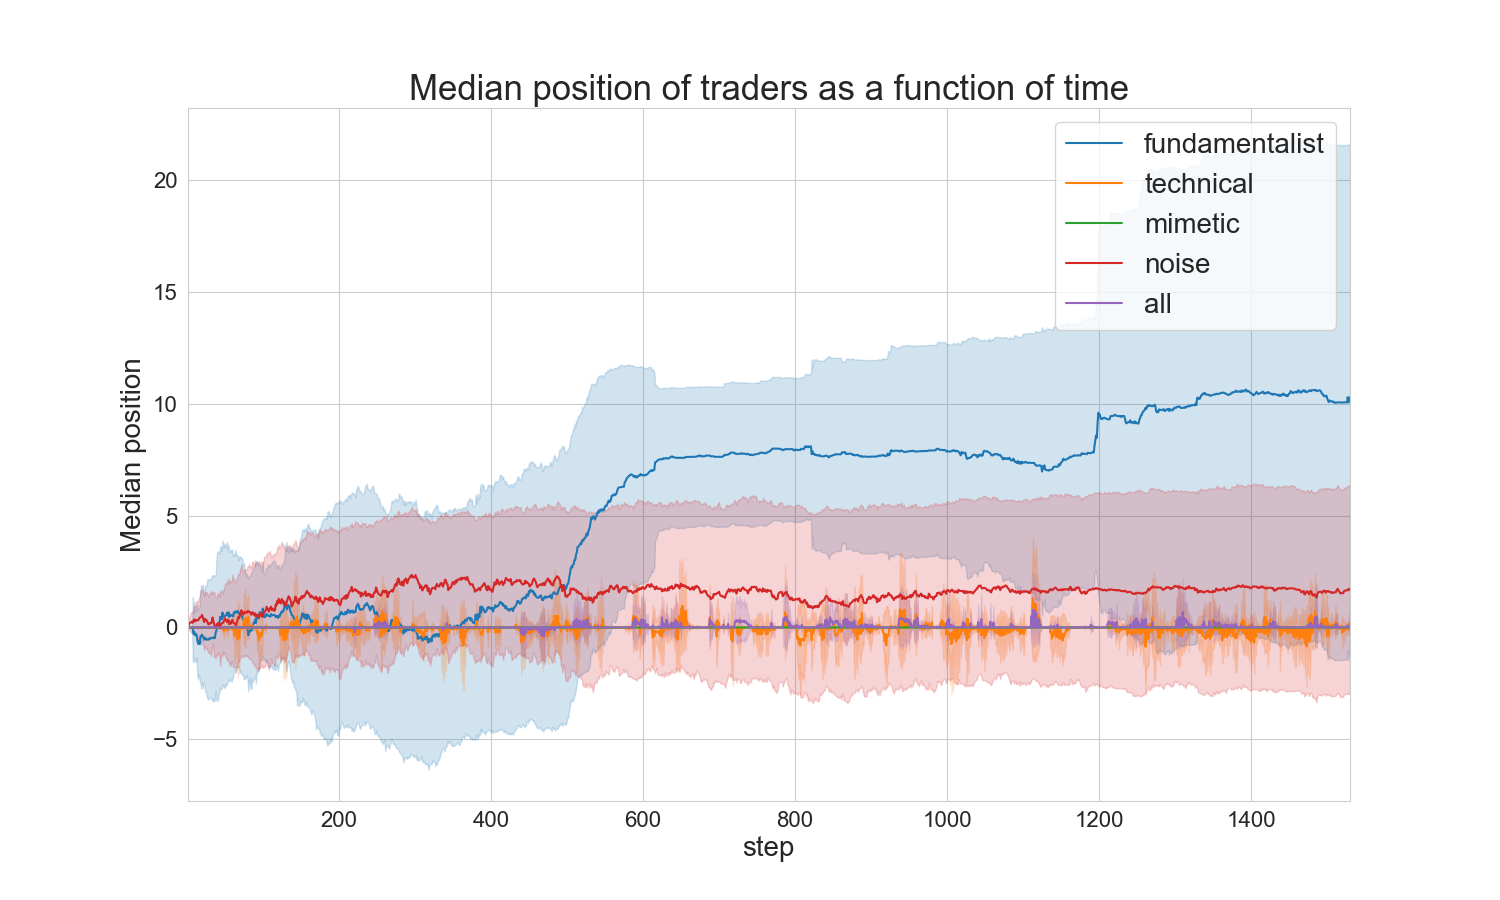 Median position of traders as a function of time
fundamentalist
technical
mimetic
noise
all
Median position
20
15
10
5
0
−5
200 400 600 800 1000 1200 1400
step